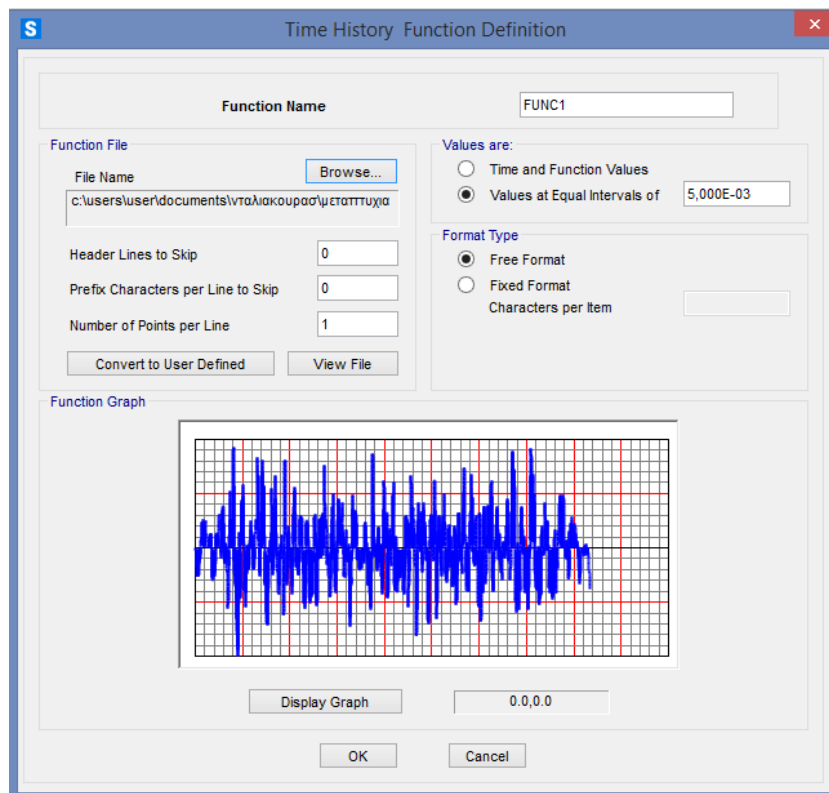 S
Time History Function Definition
Function Name
FUNC1
Function File
File Name
Browse...
c:\users\user\documents\νταλιακουρασ\μεταπτυχια
Header Lines to Skip
0
Prefix Characters per Line to Skip
0
Number of Points per Line
1
Convert to User Defined
View File
Values are:
Time and Function Values
Values at Equal Intervals of
5,000E-03
Format Type
Free Format
Fixed Format
Characters per Item
Function Graph
Display Graph
0.0,0.0
OK
Cancel